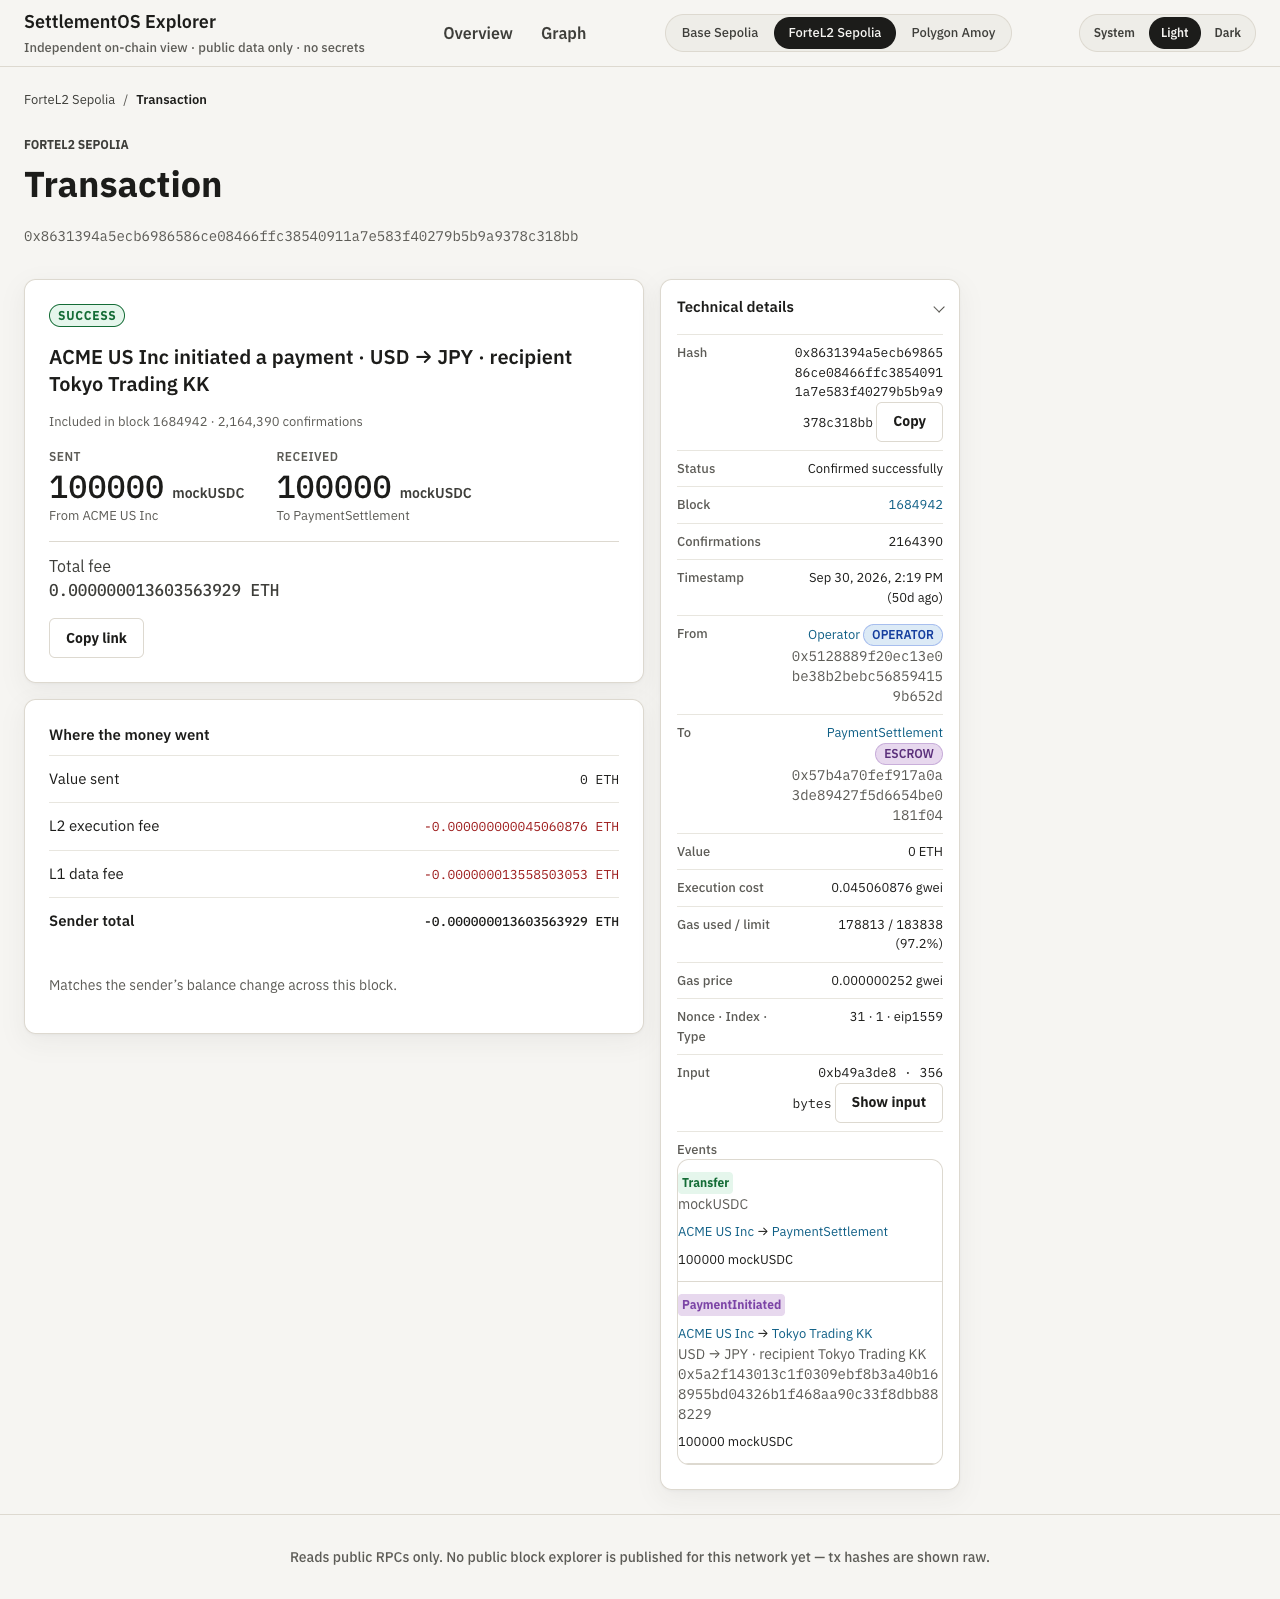 SettlementOS Explorer
Independent on-chain view · public data only · no secrets
Overview
Graph
Base Sepolia
ForteL2 Sepolia
Polygon Amoy
System
Light
Dark
ForteL2 Sepolia / Transaction
FORTEL2 SEPOLIA
Transaction
0x8631394a5ecb6986586ce08466ffc38540911a7e583f40279b5b9a9378c318bb
SUCCESS
ACME US Inc initiated a payment · USD → JPY · recipient
Tokyo Trading KK
Included in block 1684942 · 2,164,390 confirmations
SENT
100000 mockUSDC
From ACME US Inc
RECEIVED
100000 mockUSDC
To PaymentSettlement
Total fee
0.000000013603563929 ETH
Copy link
Where the money went
Value sent 0 ETH
L2 execution fee -0.000000000045060876 ETH
L1 data fee -0.000000013558503053 ETH
Sender total -0.000000013603563929 ETH
Matches the sender’s balance change across this block.
Technical details
Hash 0x8631394a5ecb69865
86ce08466ffc3854091
1a7e583f40279b5b9a9
378c318bb Copy
Status Confirmed successfully
Block 1684942
Confirmations 2164390
Timestamp Sep 30, 2026, 2:19 PM
(50d ago)
From Operator OPERATOR
0x5128889f20ec13e0
be38b2bebc56859415
9b652d
To PaymentSettlement
ESCROW
0x57b4a70fef917a0a
3de89427f5d6654be0
181f04
Value 0 ETH
Execution cost 0.045060876 gwei
Gas used / limit 178813 / 183838
(97.2%)
Gas price 0.000000252 gwei
Nonce · Index · 31 · 1 · eip1559
Type
Input 0xb49a3de8 · 356
bytes Show input
Events
Transfer
mockUSDC
ACME US Inc → PaymentSettlement
100000 mockUSDC
PaymentInitiated
ACME US Inc → Tokyo Trading KK
USD → JPY · recipient Tokyo Trading KK
0x5a2f143013c1f0309ebf8b3a40b16
8955bd04326b1f468aa90c33f8dbb88
8229
100000 mockUSDC
Reads public RPCs only. No public block explorer is published for this network yet — tx hashes are shown raw.